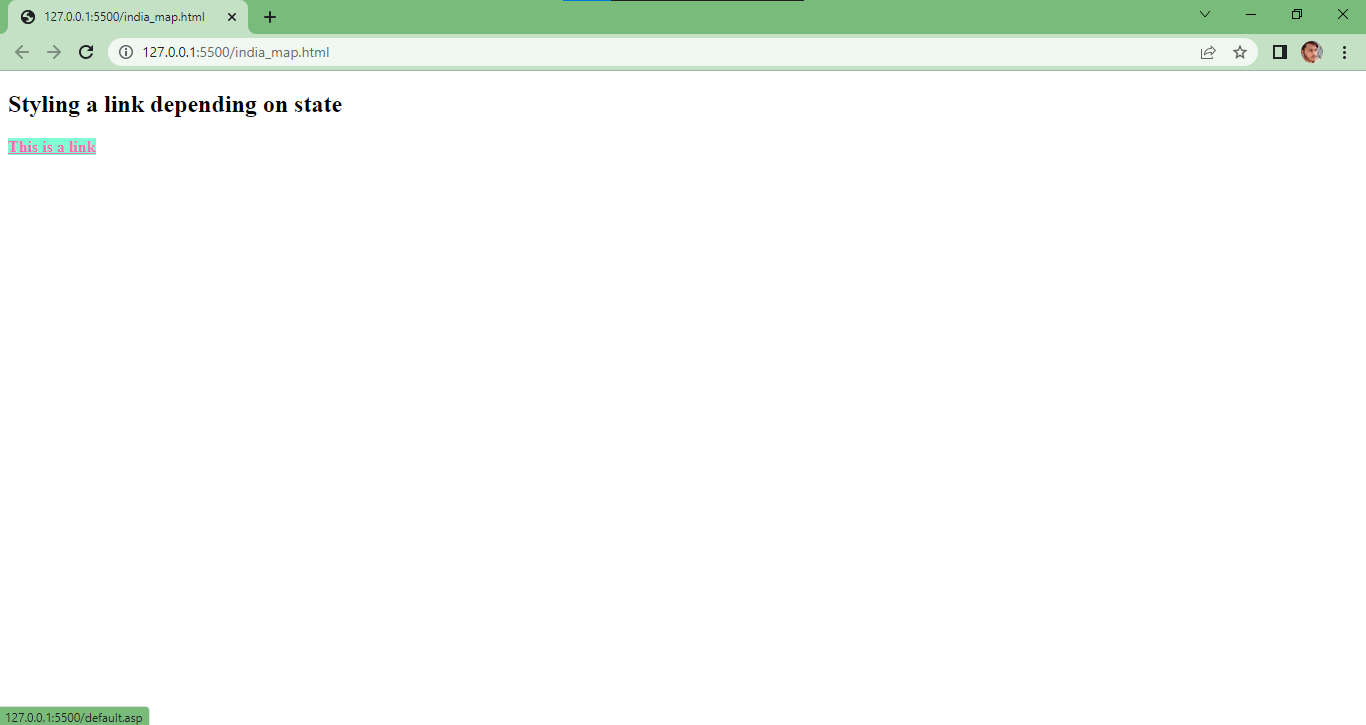 127.0.0.1:5500/india_map.html
127.0.0.1:5500/india_map.html
Styling a link depending on state
This is a link
127.0.0.1:5500/default.asp